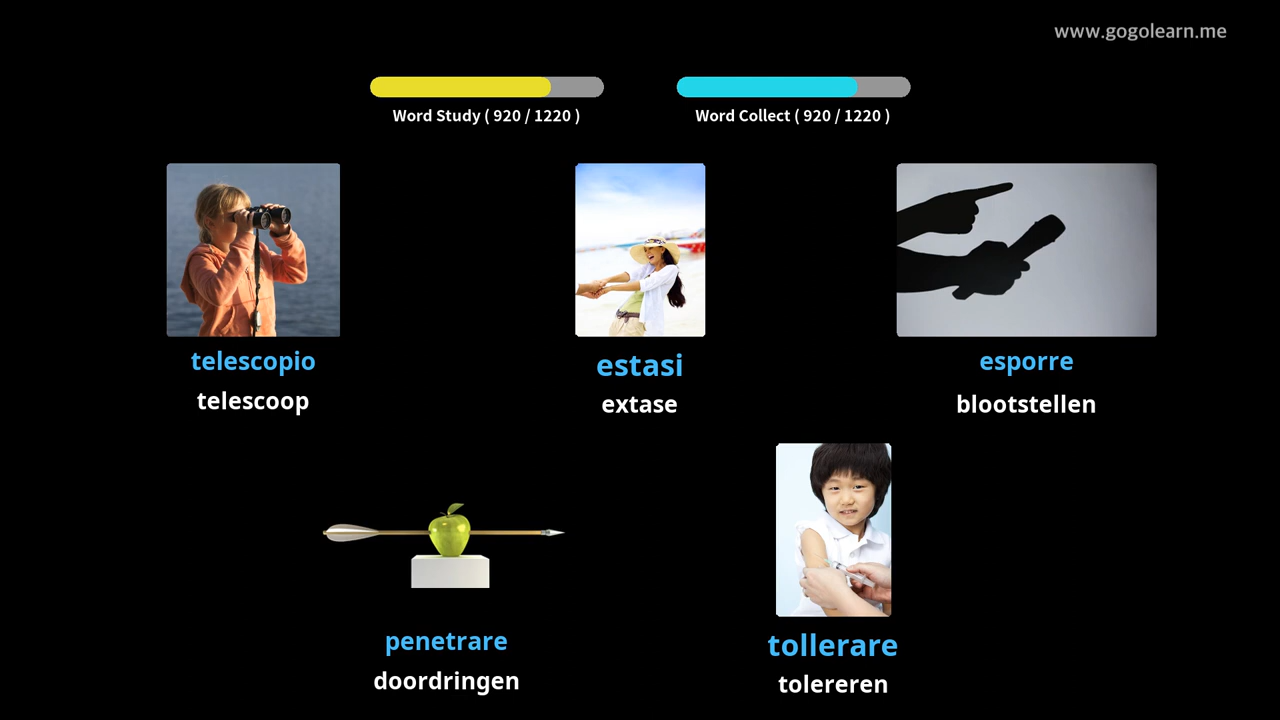 www.gogolearn.me
Word Study ( 920 / 1220 )
Word Collect ( 920 / 1220 )
telescopio
telescoop
estasi
extase
esporre
blootstellen
penetrare
doordringen
tollerare
tolereren